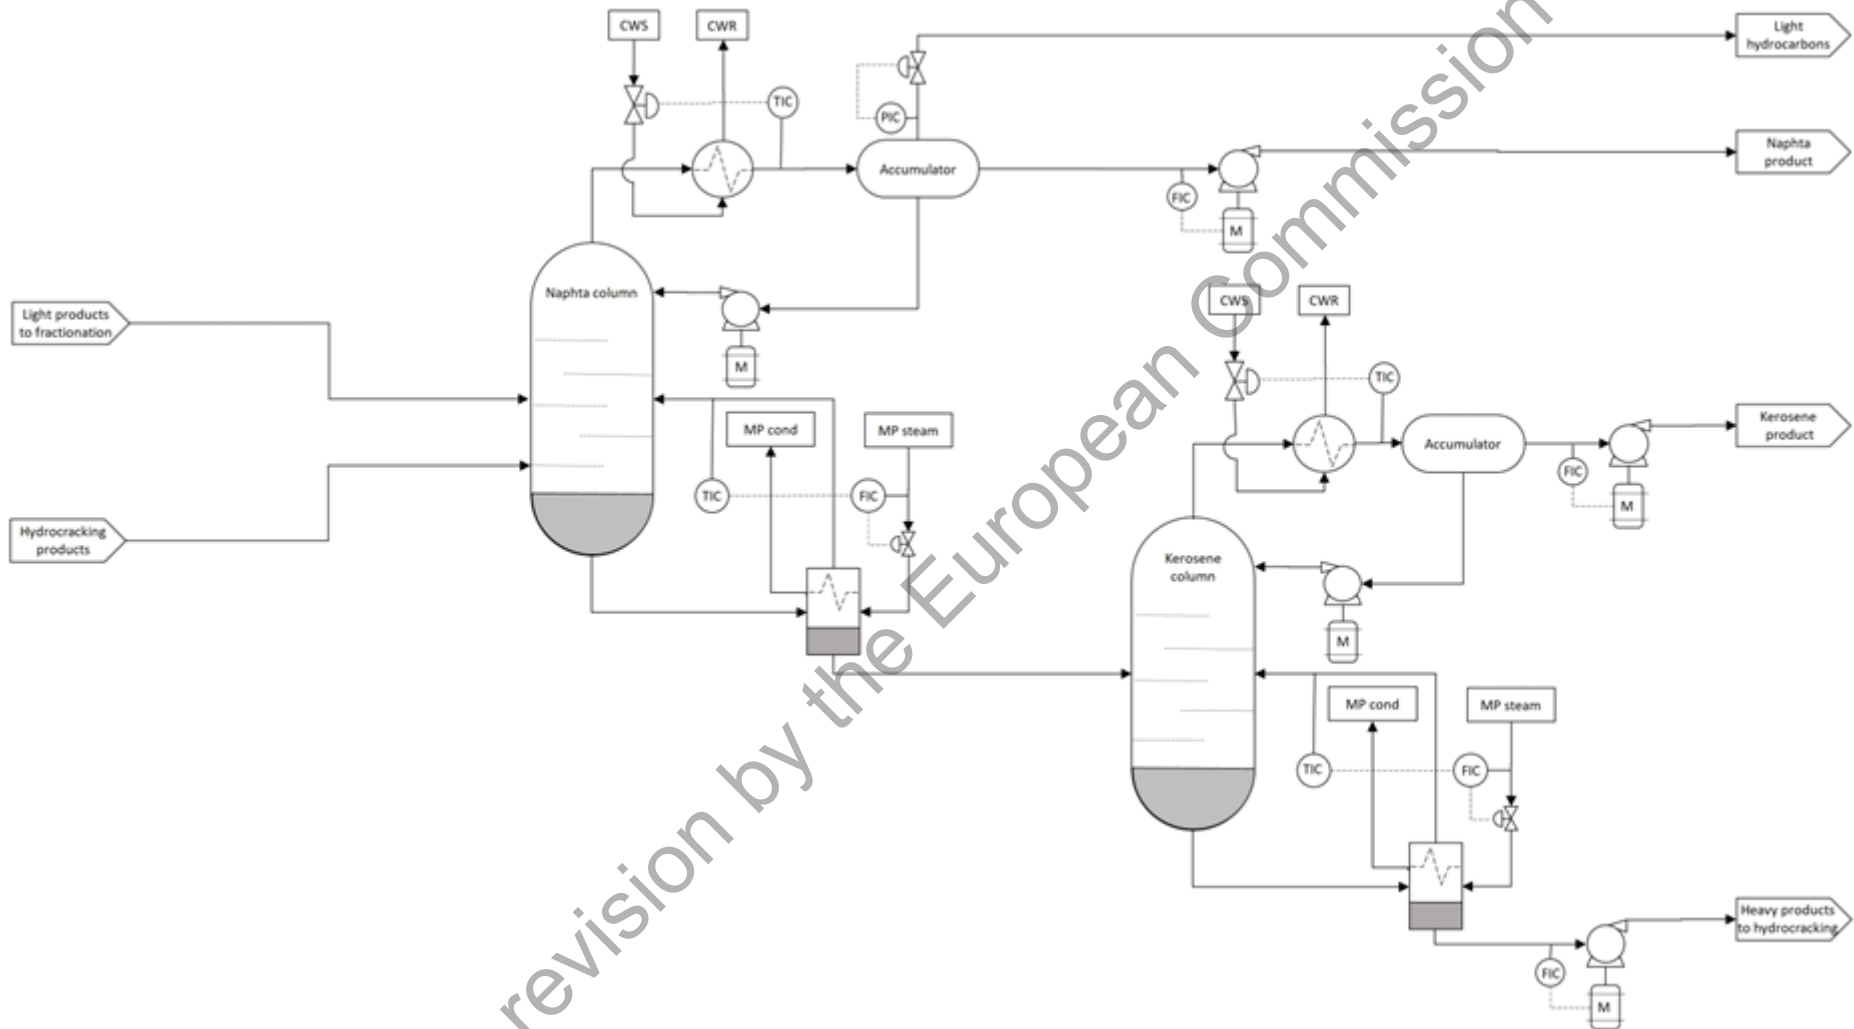 CWS
CWR
Light
hydrocarbons
TIC
PIC
Accumulator
Naphta
product
FIC
M
Naphta column
M
Light products
to fractionation
CWS
CWR
TIC
MP cond
MP steam
Accumulator
Kerosene
product
FIC
M
TIC
FIC
Hydrocracking
products
Kerosene
column
M
MP cond
MP steam
TIC
FIC
Heavy products
to hydrocracking
FIC
M
revision by the European Commission